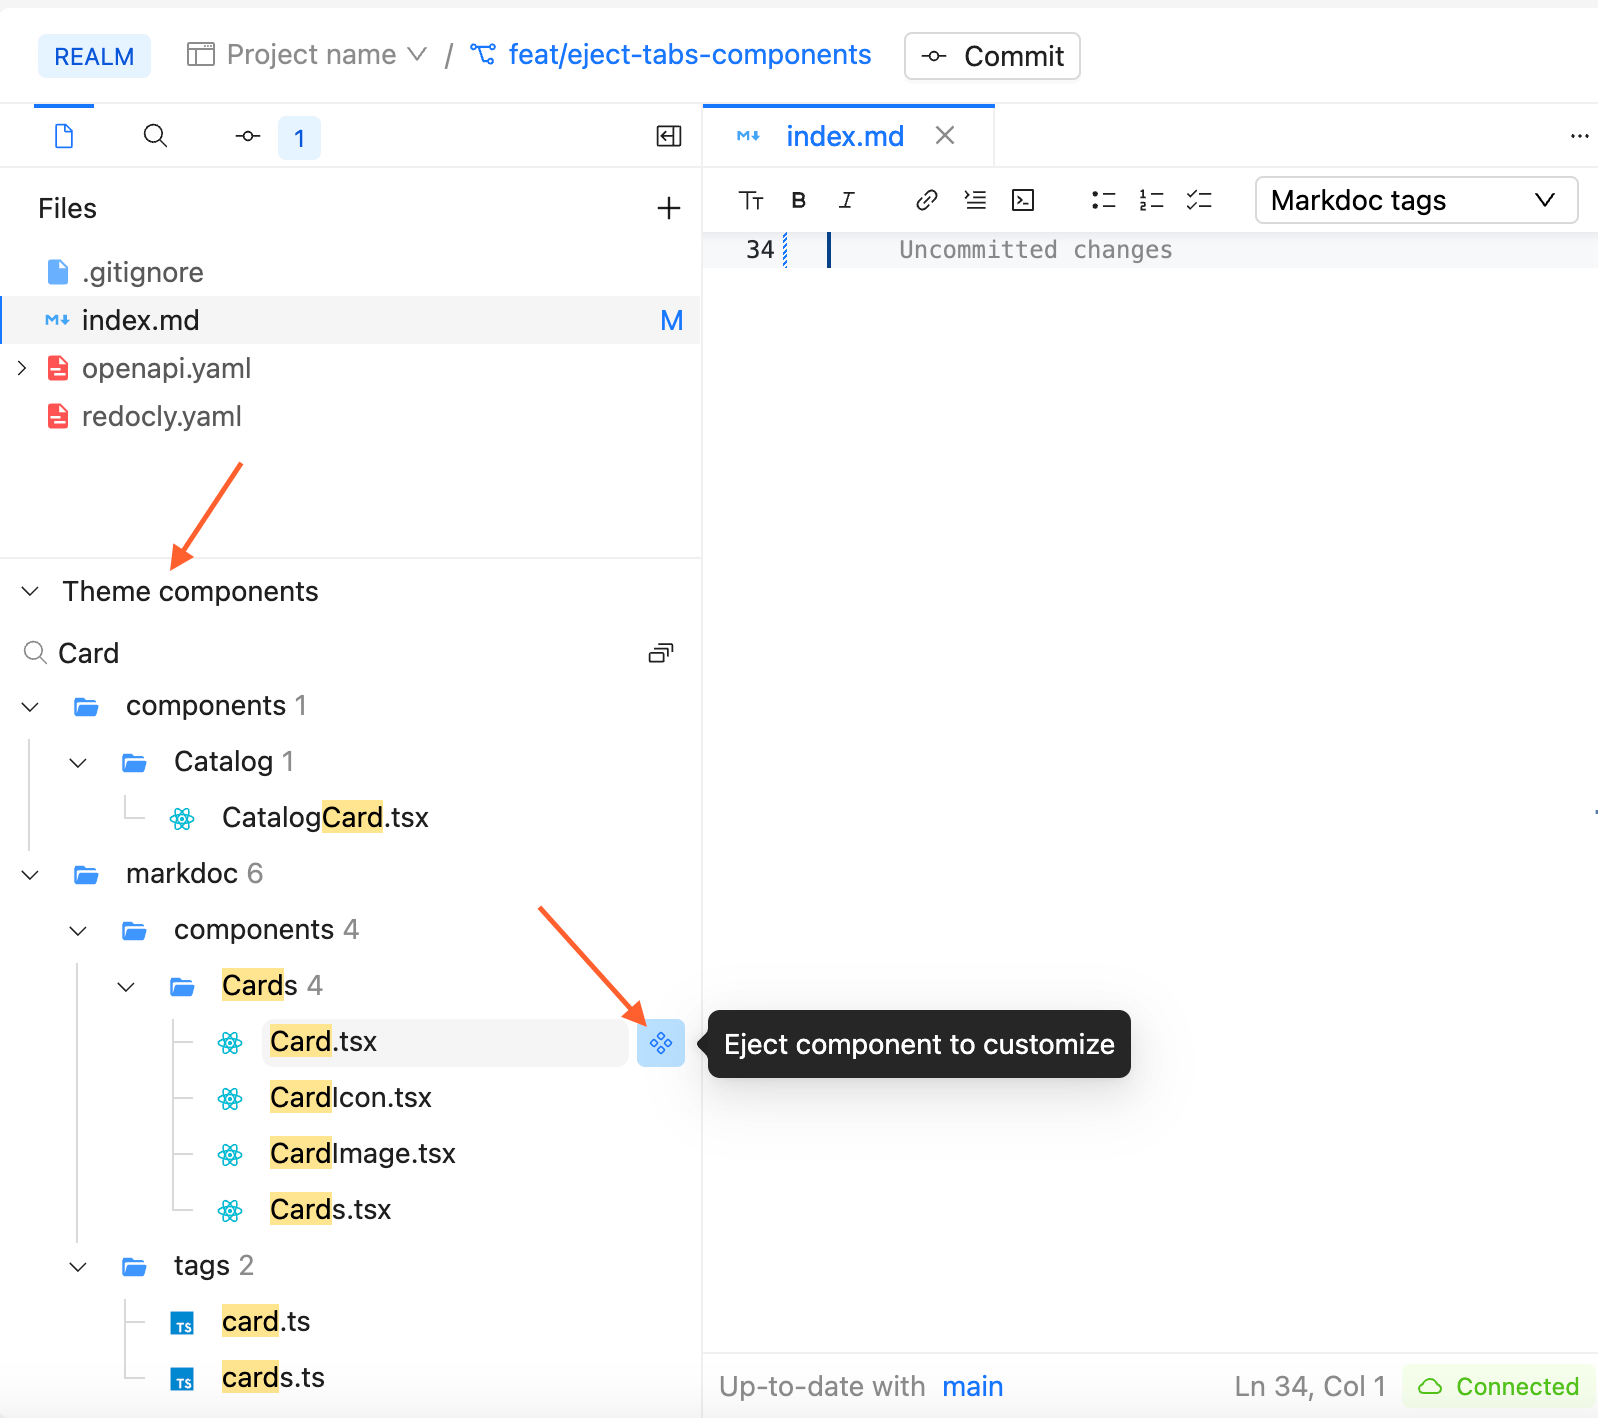 REALM Project name / feat/eject-tabs-components Commit
1 index.md
Files
Markdoc tags
34 Uncommitted changes
.gitignore
index.md M
openapi.yaml
redocly.yaml
Theme components
Card
components 1
Catalog 1
CatalogCard.tsx
markdoc 6
components 4
Cards 4
Card.tsx
Eject component to customize
CardIcon.tsx
CardImage.tsx
Cards.tsx
tags 2
TS card.ts
TS cards.ts
Up-to-date with main Ln 34, Col 1 Connected